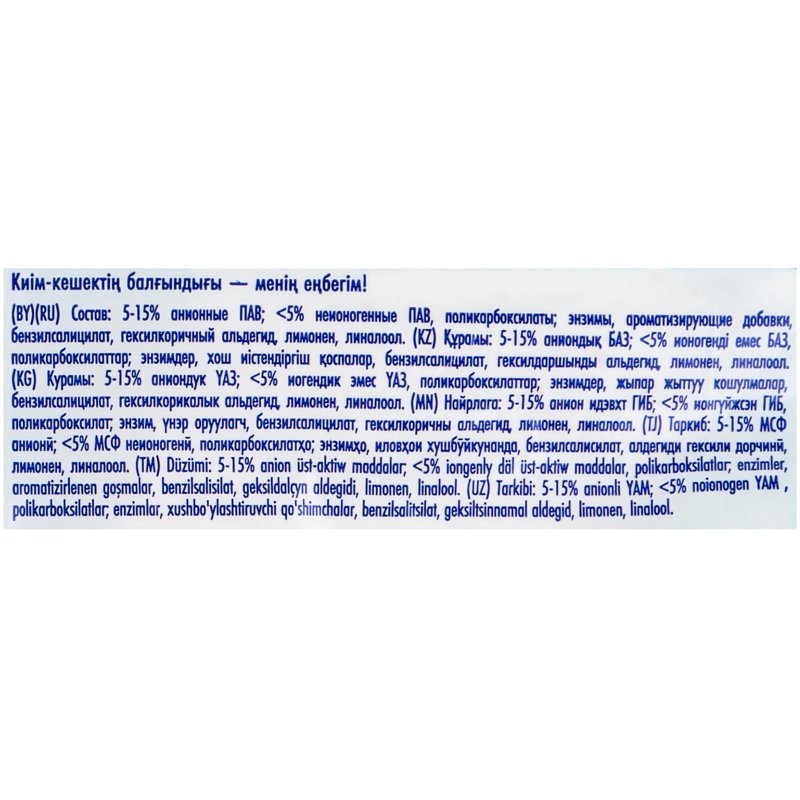 Киім-кешектің балғындығы — менің еңбегім!
(BY)(RU) Состав: 5-15% анионные ПАВ; <5% неионогенные ПАВ, поликарбоксилаты; энзимы, ароматизирующие добавки,
бензилсалицилат, гексилкоричный альдегид, лимонен, линалоол. (KZ) Құрамы: 5-15% аниондық БАЗ; <5% ионогенді емес БАЗ,
поликарбоксилаттар; энзимдер, хош иістендіргіш қоспалар, бензилсалицилат, гексилдаршынды альдегид, лимонен, линалоол.
(KG) Курамы: 5-15% аниондук ҮАЗ; <5% иогендик эмес ҮАЗ, поликарбоксилаттар; энзимдер, жыпар жыттуу кошулмалар,
бензилсалицилат, гексилкорикалык альдегид, лимонен, линалоол. (MN) Найрлага: 5-15% анион идэвхт ГИБ; <5% нонгүйжсэн ГИБ,
поликарбоксилат; энзим, үнэр оруулагч, бензилсалицилат, гексилкоричны альдегид, лимонен, линалоол. (TJ) Таркиб: 5-15% МСФ
анионӣ; <5% МСФ неионогенӣ, поликарбоксилатҳо; энзимҳо, иловҳои хушбӯйкунанда, бензилсалисилат, алдегиди гексили дорчинӣ,
лимонен, линалоол. (TM) Düzümi: 5-15% anion üst-aktiw maddalar; <5% iongenly däl üst-aktiw maddalar, polikarboksilatlar; enzimler,
aromatizirlenen goşmalar, benzilsalisilat, geksildalçyn aldegidi, limonen, linalool. (UZ) Tarkibi: 5-15% anionli YAM; <5% noionogen YAM ,
polikarboksilatlar; enzimlar, xushbo'ylashtiruvchi qo'shimchalar, benzilsalitsilat, geksiltsinnamal aldegid, limonen, linalool.